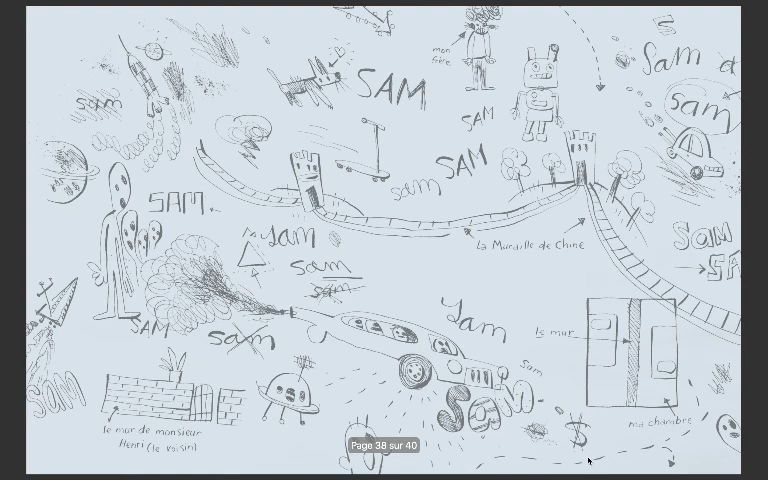 mon
frère
Sam
SAM
sam
sam
SAM
SAM
sam
SAM.
Sam
La Muraille de Chine
Sam
sam
sam
SAM
sam
Sam
le mur
Sam
SAM
SAM
ma chambre
le mur de monsieur
Henri (le voisin)
$
Page 38 sur 40